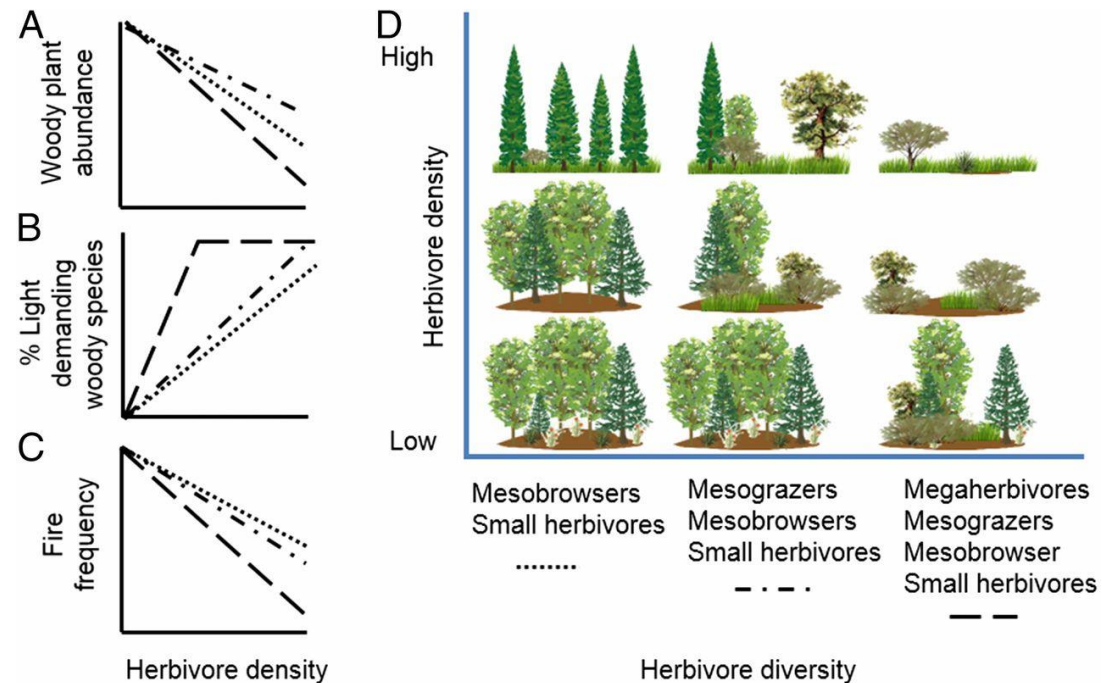 A
Woody plant
abundance
B
% Light
demanding
woody species
C
Fire
frequency
Herbivore density
D
High
Herbivore density
Low
Mesobrowsers
Small herbivores
Mesograzers
Mesobrowsers
Small herbivores
Megaherbivores
Mesograzers
Mesobrowser
Small herbivores
Herbivore diversity